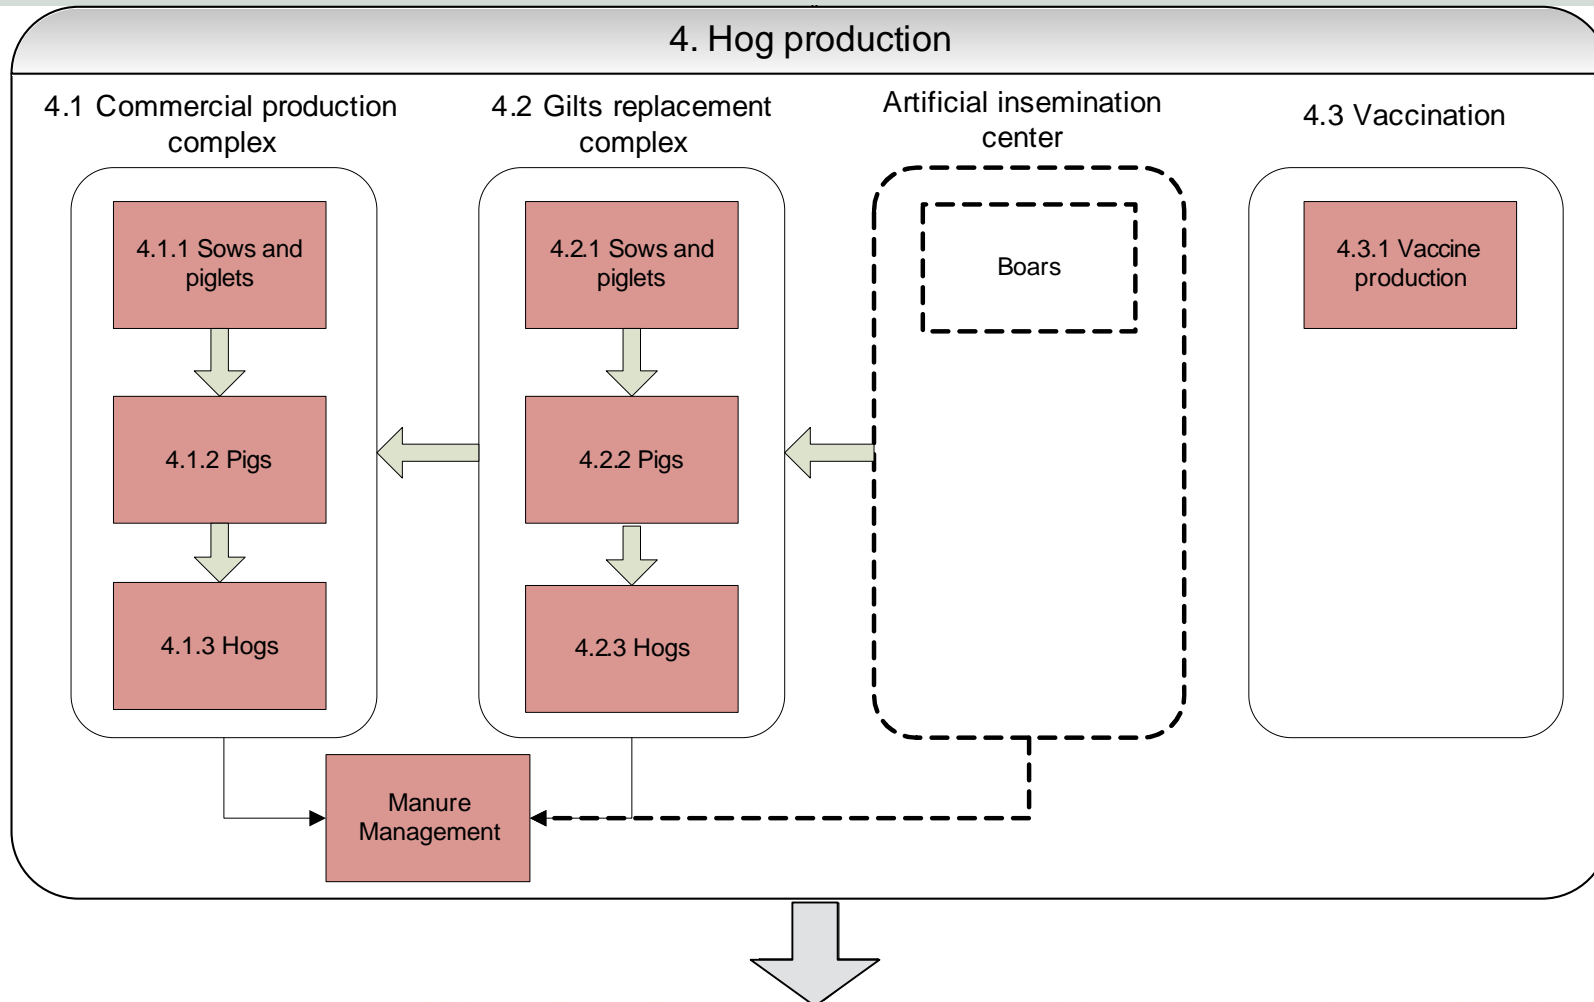 4. Hog production
4.1 Commercial production
complex
4.2 Gilts replacement
complex
Artificial insemination
center
4.3 Vaccination
4.1.1 Sows and
piglets
4.2.1 Sows and
piglets
Boars
4.3.1 Vaccine
production
4.1.2 Pigs
4.2.2 Pigs
4.1.3 Hogs
4.2.3 Hogs
Manure
Management